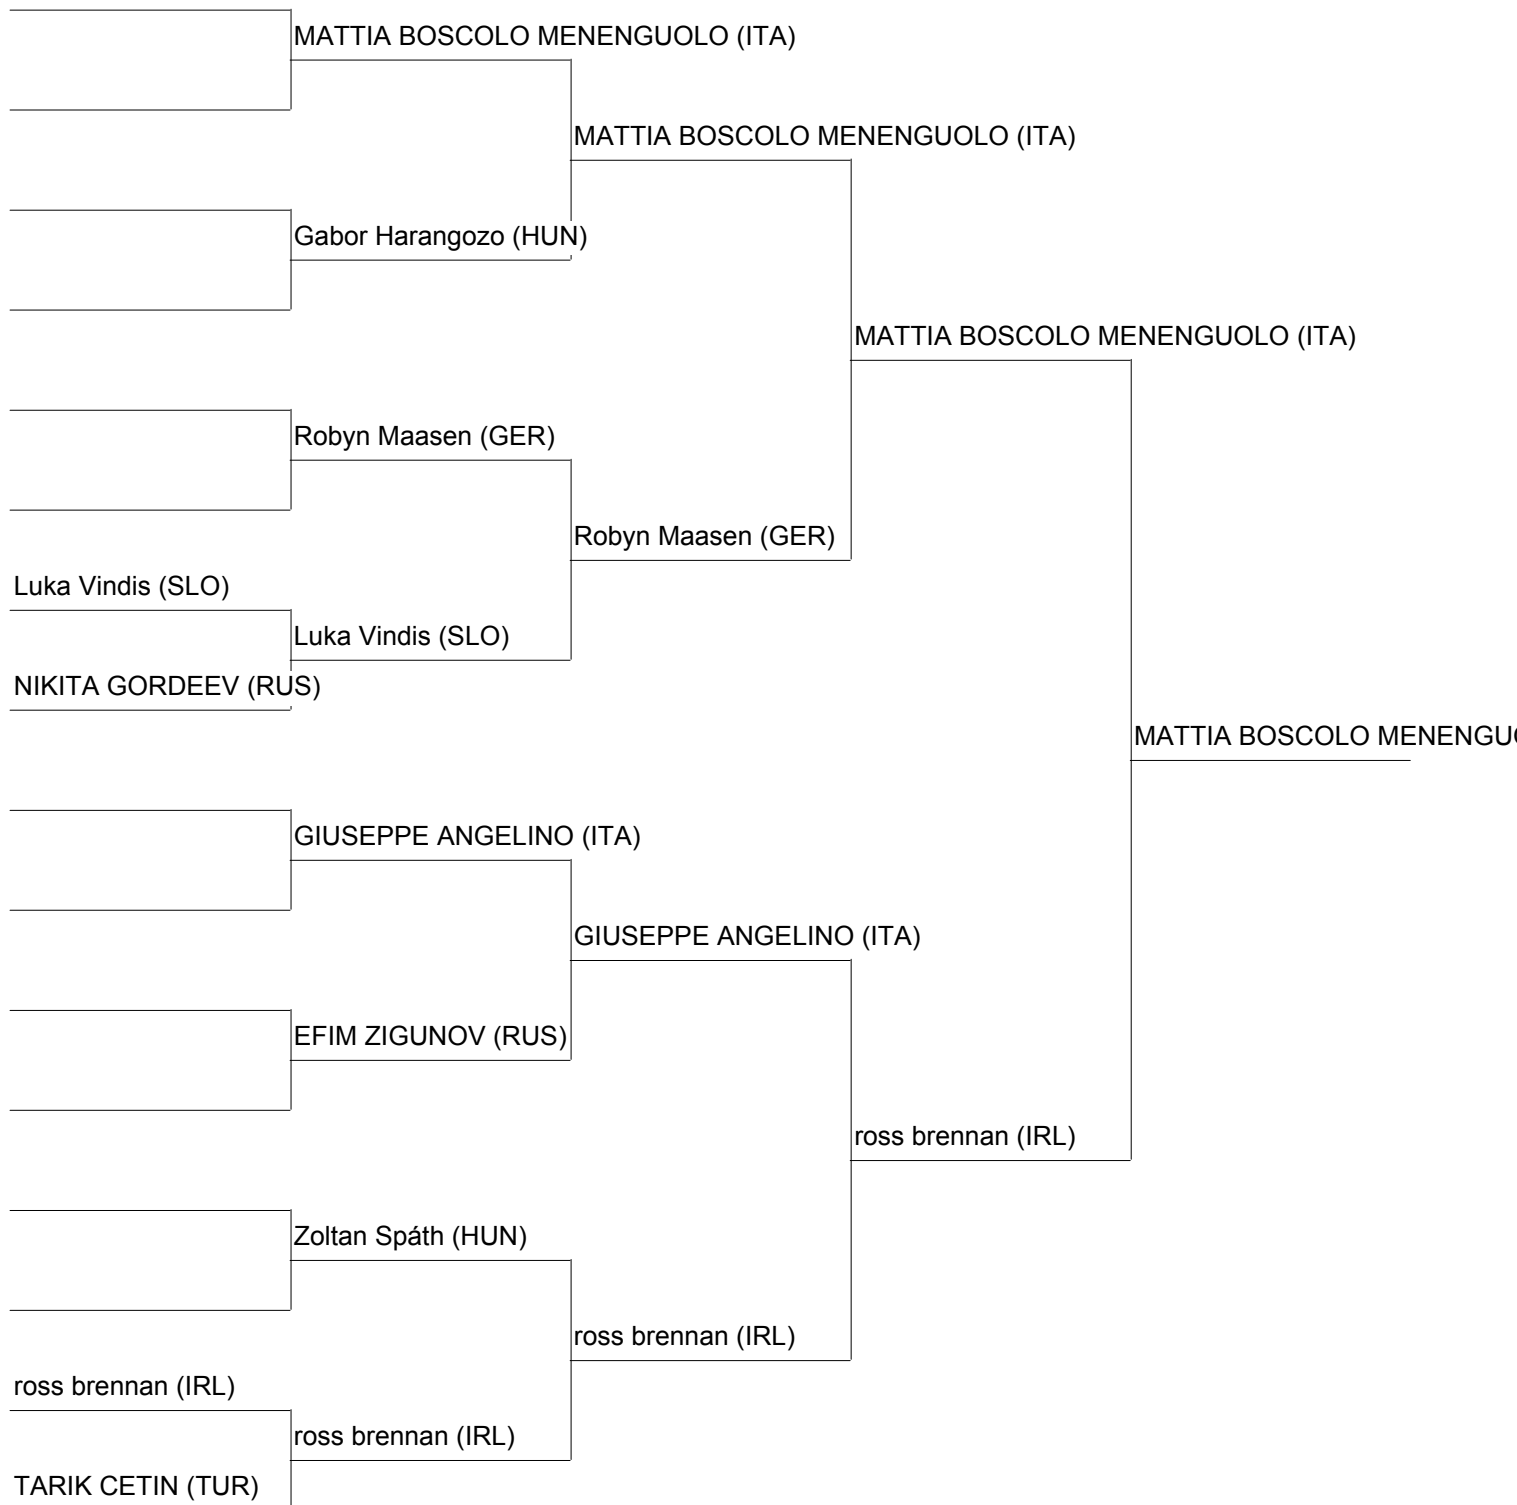 MATTIA BOSCOLO MENENGUOLO (ITA)
MATTIA BOSCOLO MENENGUOLO (ITA)
Gabor Harangozo (HUN)
MATTIA BOSCOLO MENENGUOLO (ITA)
Robyn Maasen (GER)
Robyn Maasen (GER)
Luka Vindis (SLO)
Luka Vindis (SLO)
NIKITA GORDEEV (RUS)
MATTIA BOSCOLO MENENGU
GIUSEPPE ANGELINO (ITA)
GIUSEPPE ANGELINO (ITA)
EFIM ZIGUNOV (RUS)
ross brennan (IRL)
Zoltan Späth (HUN)
ross brennan (IRL)
ross brennan (IRL)
ross brennan (IRL)
TARIK CETIN (TUR)